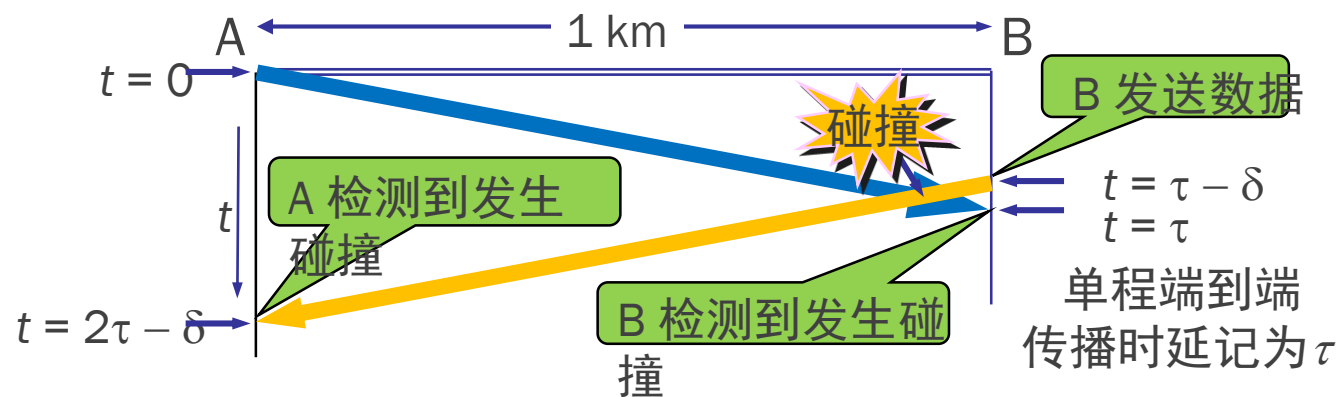 A
1 km
B
t = 0
碰撞
B 发送数据
A 检测到发生
碰撞
t
t = τ − δ
t = τ
单程端到端
传播时延记为τ
B 检测到发生碰
撞
t = 2τ − δ